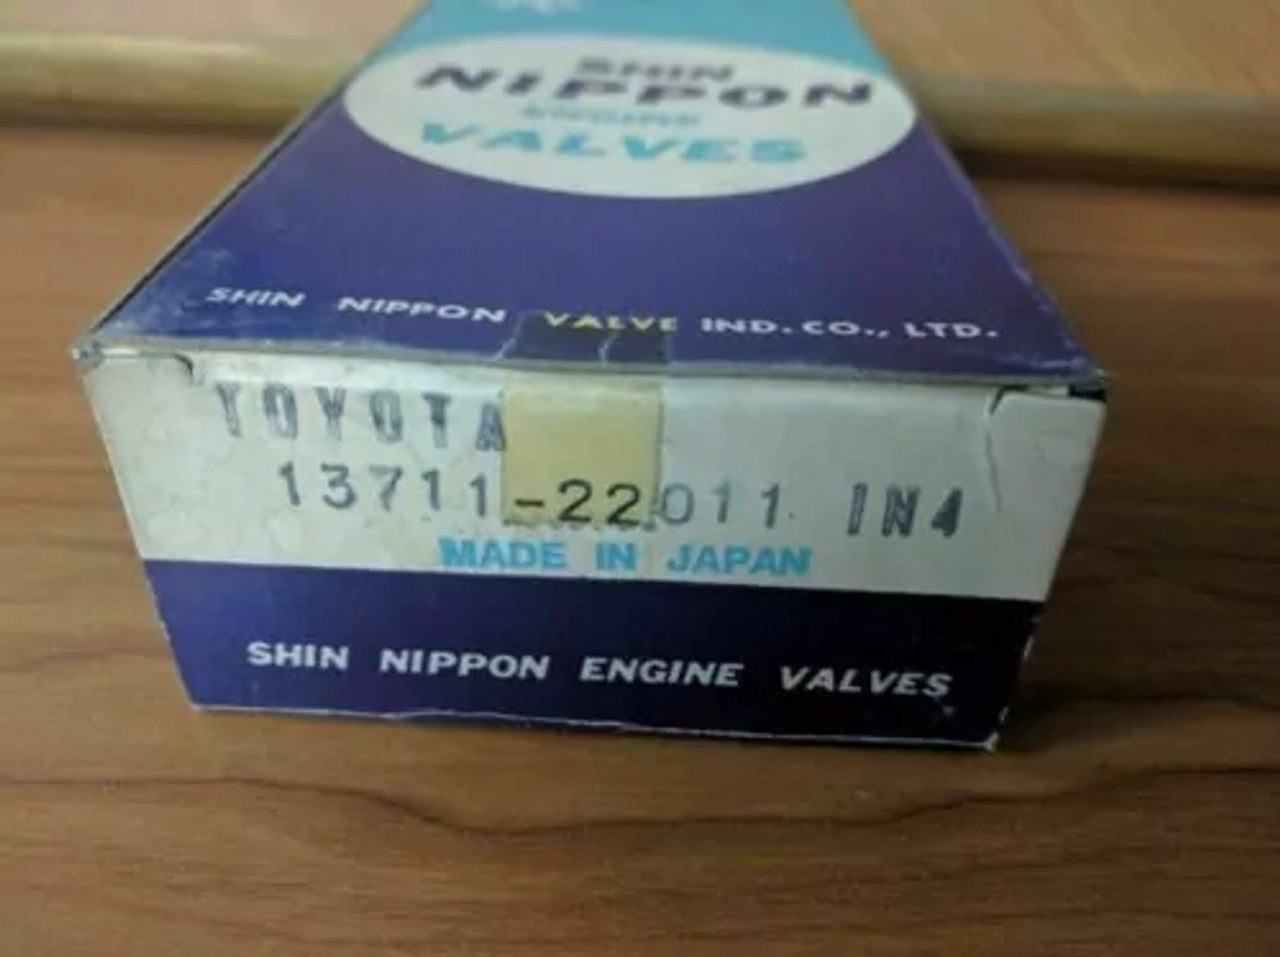 SHIN
NIPPON
ENGINE
VALVES
SHIN NIPPON VALVE IND. CO., LTD.
TOYOTA
13711-22011 IN4
MADE IN JAPAN
SHIN NIPPON ENGINE VALVES